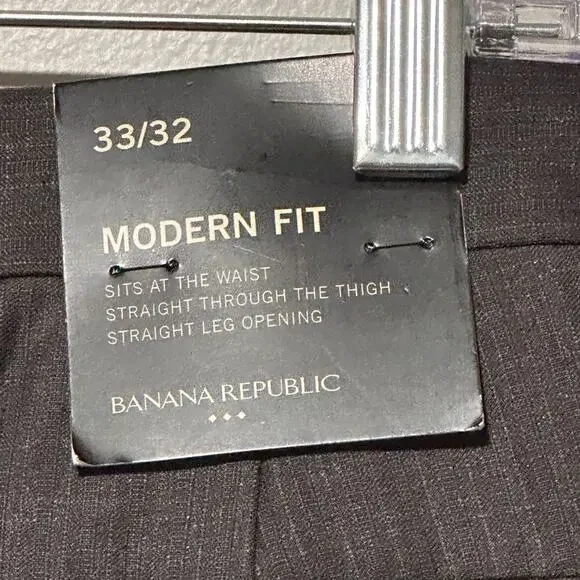 33/32
MODERN FIT
SITS AT THE WAIST
STRAIGHT THROUGH THE THIGH
STRAIGHT LEG OPENING
BANANA REPUBLIC